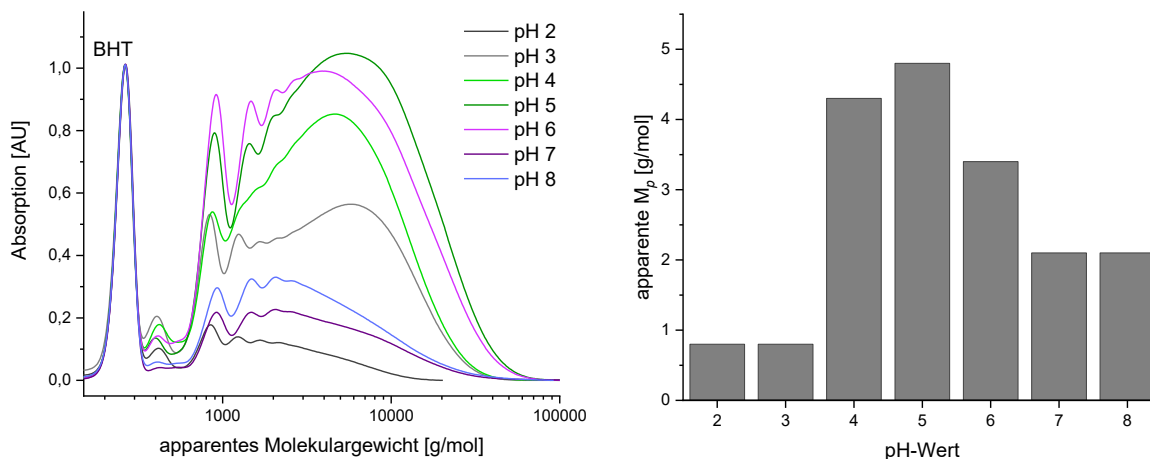 BHT
pH 2
pH 3
pH 4
pH 5
pH 6
pH 7
pH 8
Absorption [AU]
1,0
0,8
0,6
0,4
0,2
0,0
1000 10000 100000
apparentes Molekulargewicht [g/mol]
apparente Mp [g/mol]
5
4
3
2
1
0
2 3 4 5 6 7 8
pH-Wert